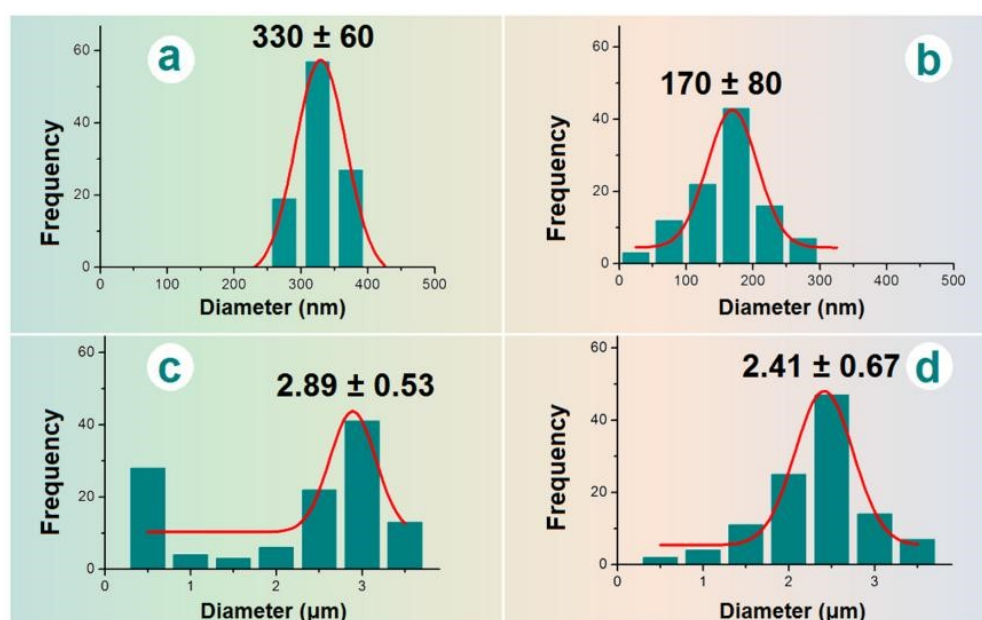 a
330 ± 60
Frequency
60
40
20
0
0
100
200
300
400
500
Diameter (nm)
b
170 ± 80
Frequency
60
40
20
0
0
100
200
300
400
500
Diameter (nm)
c
2.89 ± 0.53
Frequency
60
40
20
0
0
1
2
3
Diameter (µm)
d
2.41 ± 0.67
Frequency
60
40
20
0
0
1
2
3
Diameter (µm)